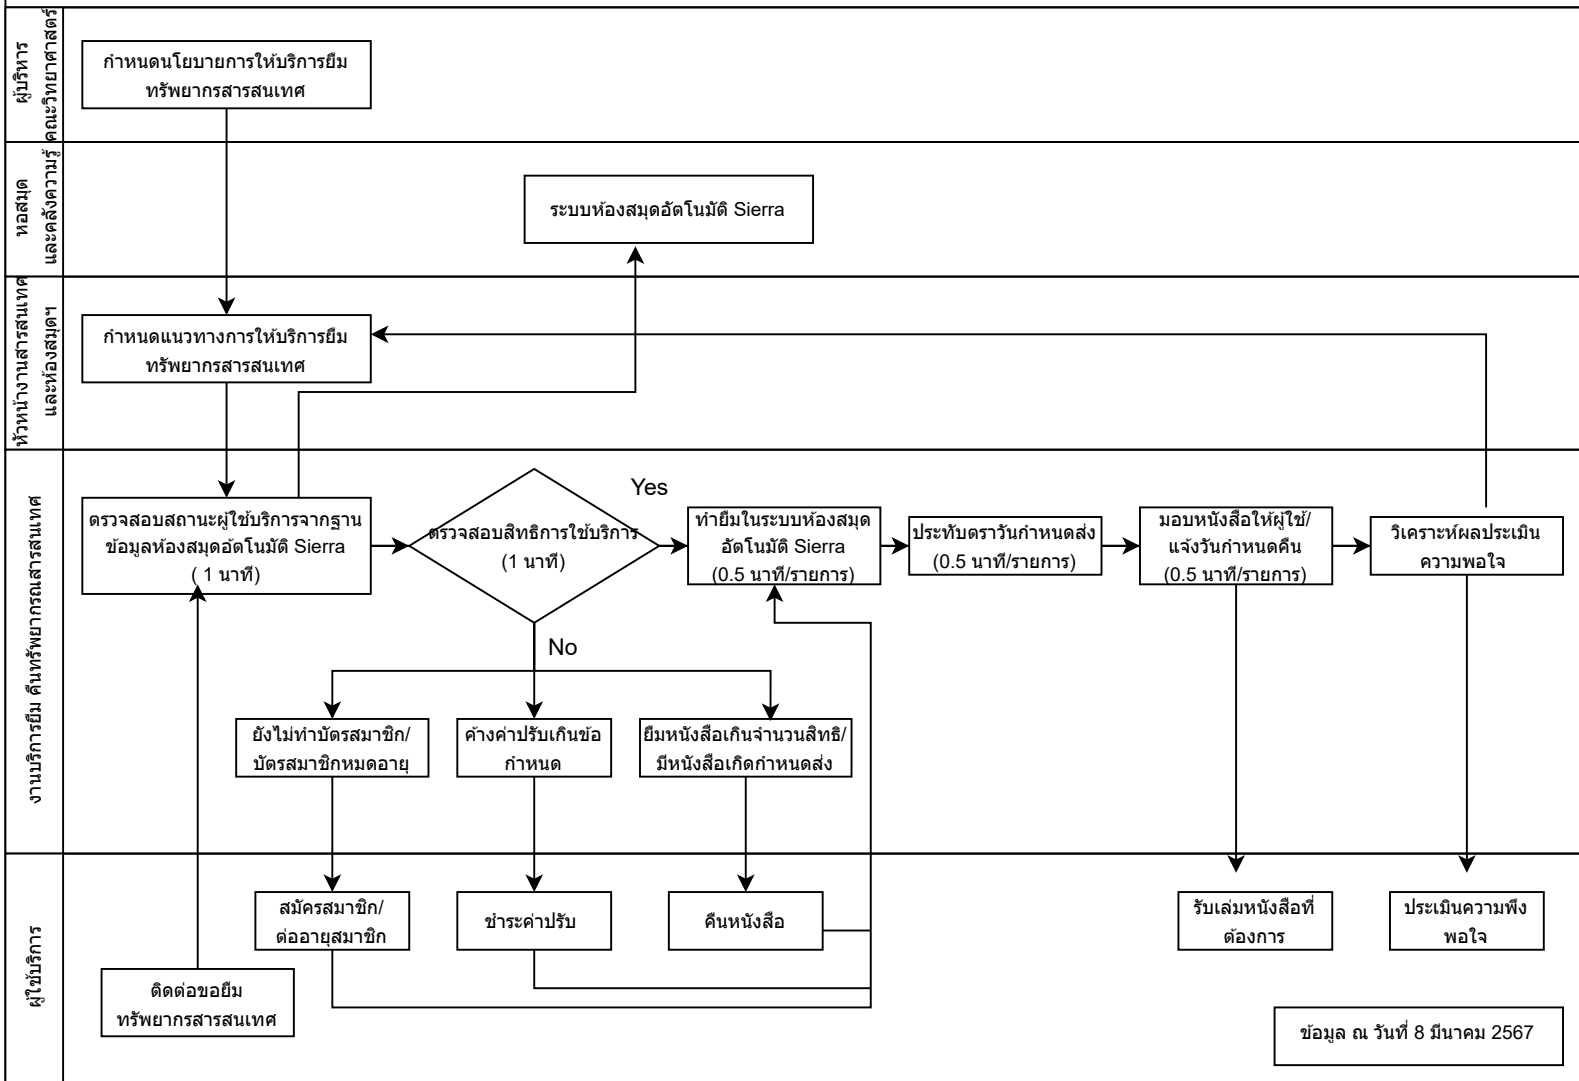 ผู้บริหาร
คณะวิทยาศาสตร์
กำหนดนโยบายการให้บริการยืม
ทรัพยากรสารสนเทศ
หอสมุด
และคลังความรู้
ระบบห้องสมุดอัตโนมัติ Sierra
หัวหน้างานสารสนเทศ
และห้องสมุดฯ
กำหนดแนวทางการให้บริการยืม
ทรัพยากรสารสนเทศ
งานบริการยืม คืนทรัพยากรณสารสนเทศ
ตรวจสอบสถานะผู้ใช้บริการจากฐาน
ข้อมูลห้องสมุดอัตโนมัติ Sierra
( 1 นาที)
ตรวจสอบสิทธิการใช้บริการ
(1 นาที)
Yes
No
ทำยืมในระบบห้องสมุด
อัตโนมัติ Sierra
(0.5 นาที/รายการ)
ประทับตราวันกำหนดส่ง
(0.5 นาที/รายการ)
มอบหนังสือให้ผู้ใช้/
แจ้งวันกำหนดคืน
(0.5 นาที/รายการ)
วิเคราะห์ผลประเมิน
ความพอใจ
ยังไม่ทำบัตรสมาชิก/
บัตรสมาชิกหมดอายุ
ค้างค่าปรับเกินข้อ
กำหนด
ยืมหนังสือเกินจำนวนสิทธิ/
มีหนังสือเกิดกำหนดส่ง
ผู้ใช้บริการ
สมัครสมาชิก/
ต่ออายุสมาชิก
ชำระค่าปรับ
คืนหนังสือ
รับเล่มหนังสือที่
ต้องการ
ประเมินความพึง
พอใจ
ติดต่อขอยืม
ทรัพยากรสารสนเทศ
ข้อมูล ณ วันที่ 8 มีนาคม 2567